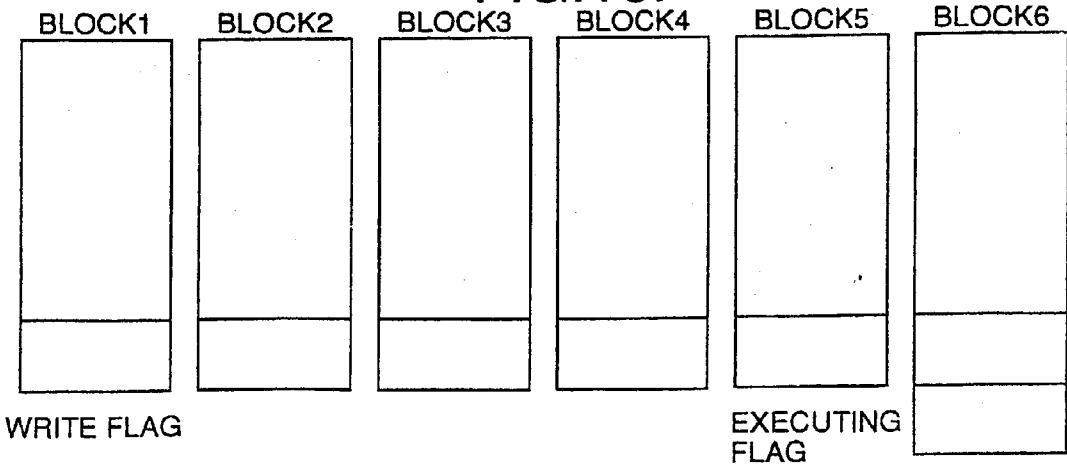 BLOCK1 BLOCK2 BLOCK3 BLOCK4 BLOCK5 BLOCK6
WRITE FLAG
EXECUTING
FLAG